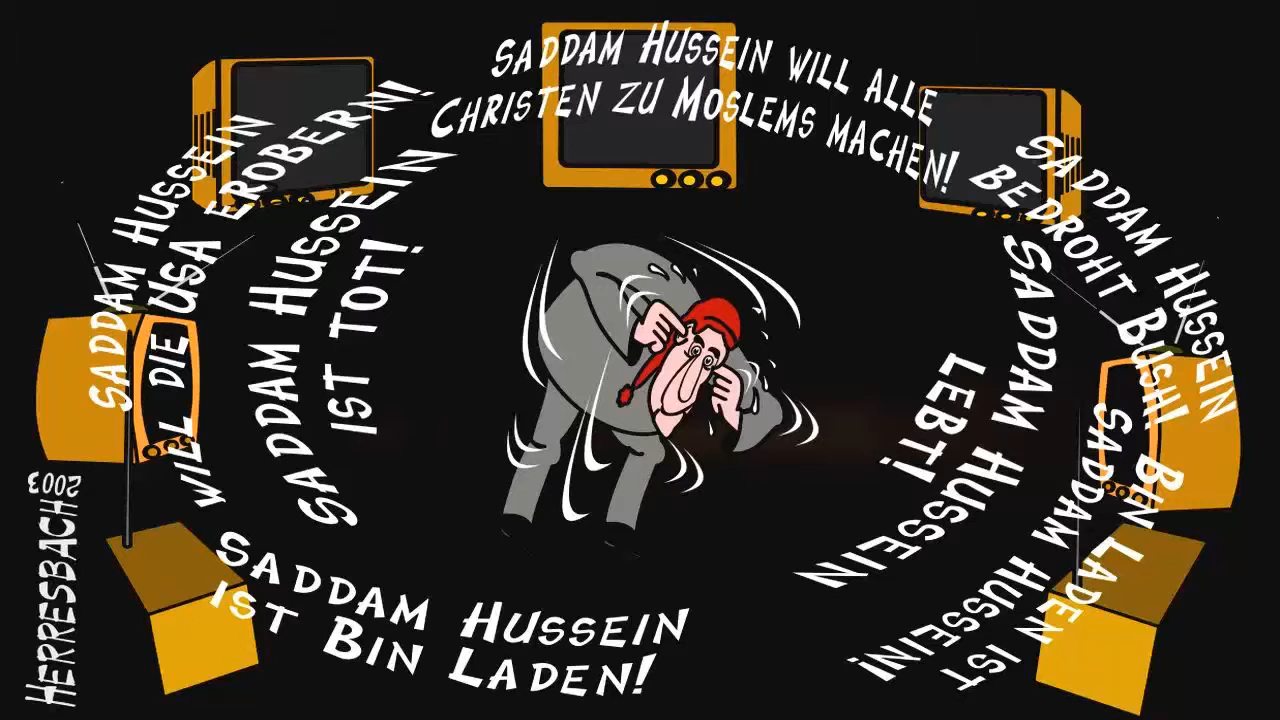 Saddam Hussein will alle
Christen zu Moslems machen!
Saddam Hussein
will die USA erobern!
Saddam Hussein
ist tot!
Saddam Hussein
bedroht Bush!
Saddam Hussein
lebt!
Bin Laden ist
Saddam Hussein!
Saddam Hussein
ist Bin Laden!
Herresbach
2003